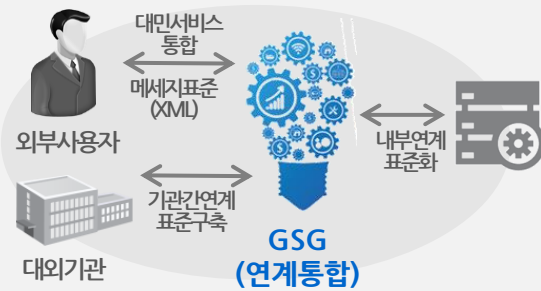 대민서비스
통합
메세지표준
(XML)
외부사용자
내부연계
표준화
기관간연계
표준구축
대외기관
GSG
(연계통합)